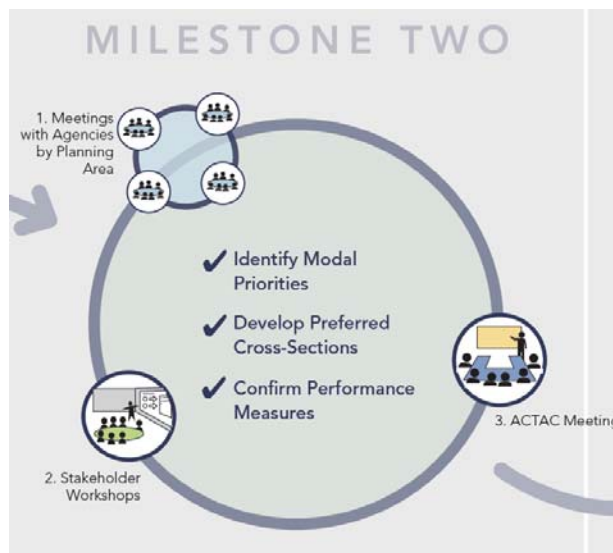 MILESTONE TWO
1. Meetings
with Agencies
by Planning
Area
✔ Identify Modal
Priorities
✔ Develop Preferred
Cross-Sections
✔ Confirm Performance
Measures
2. Stakeholder
Workshops
3. ACTAC Meeting